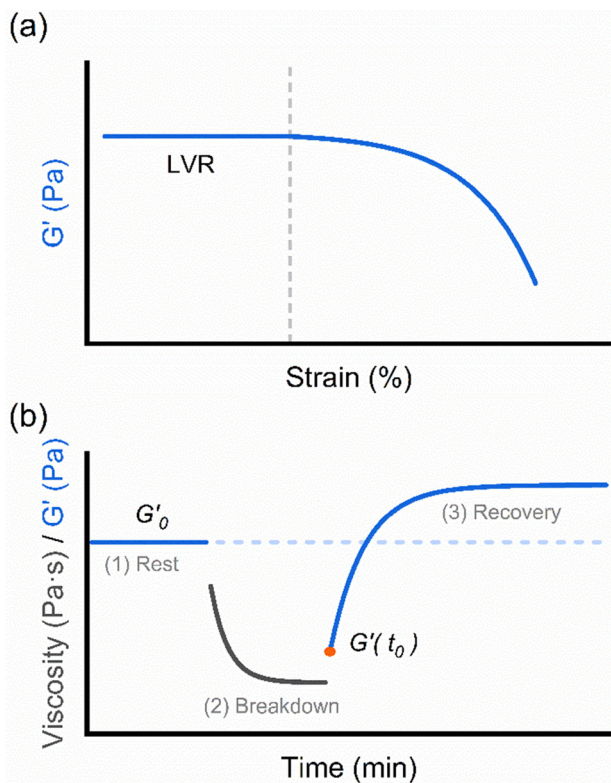 (a)
G' (Pa)
LVR
Strain (%)
(b)
Viscosity (Pa·s) / G' (Pa)
G'₀
(1) Rest
(3) Recovery
G'( t₀ )
(2) Breakdown
Time (min)